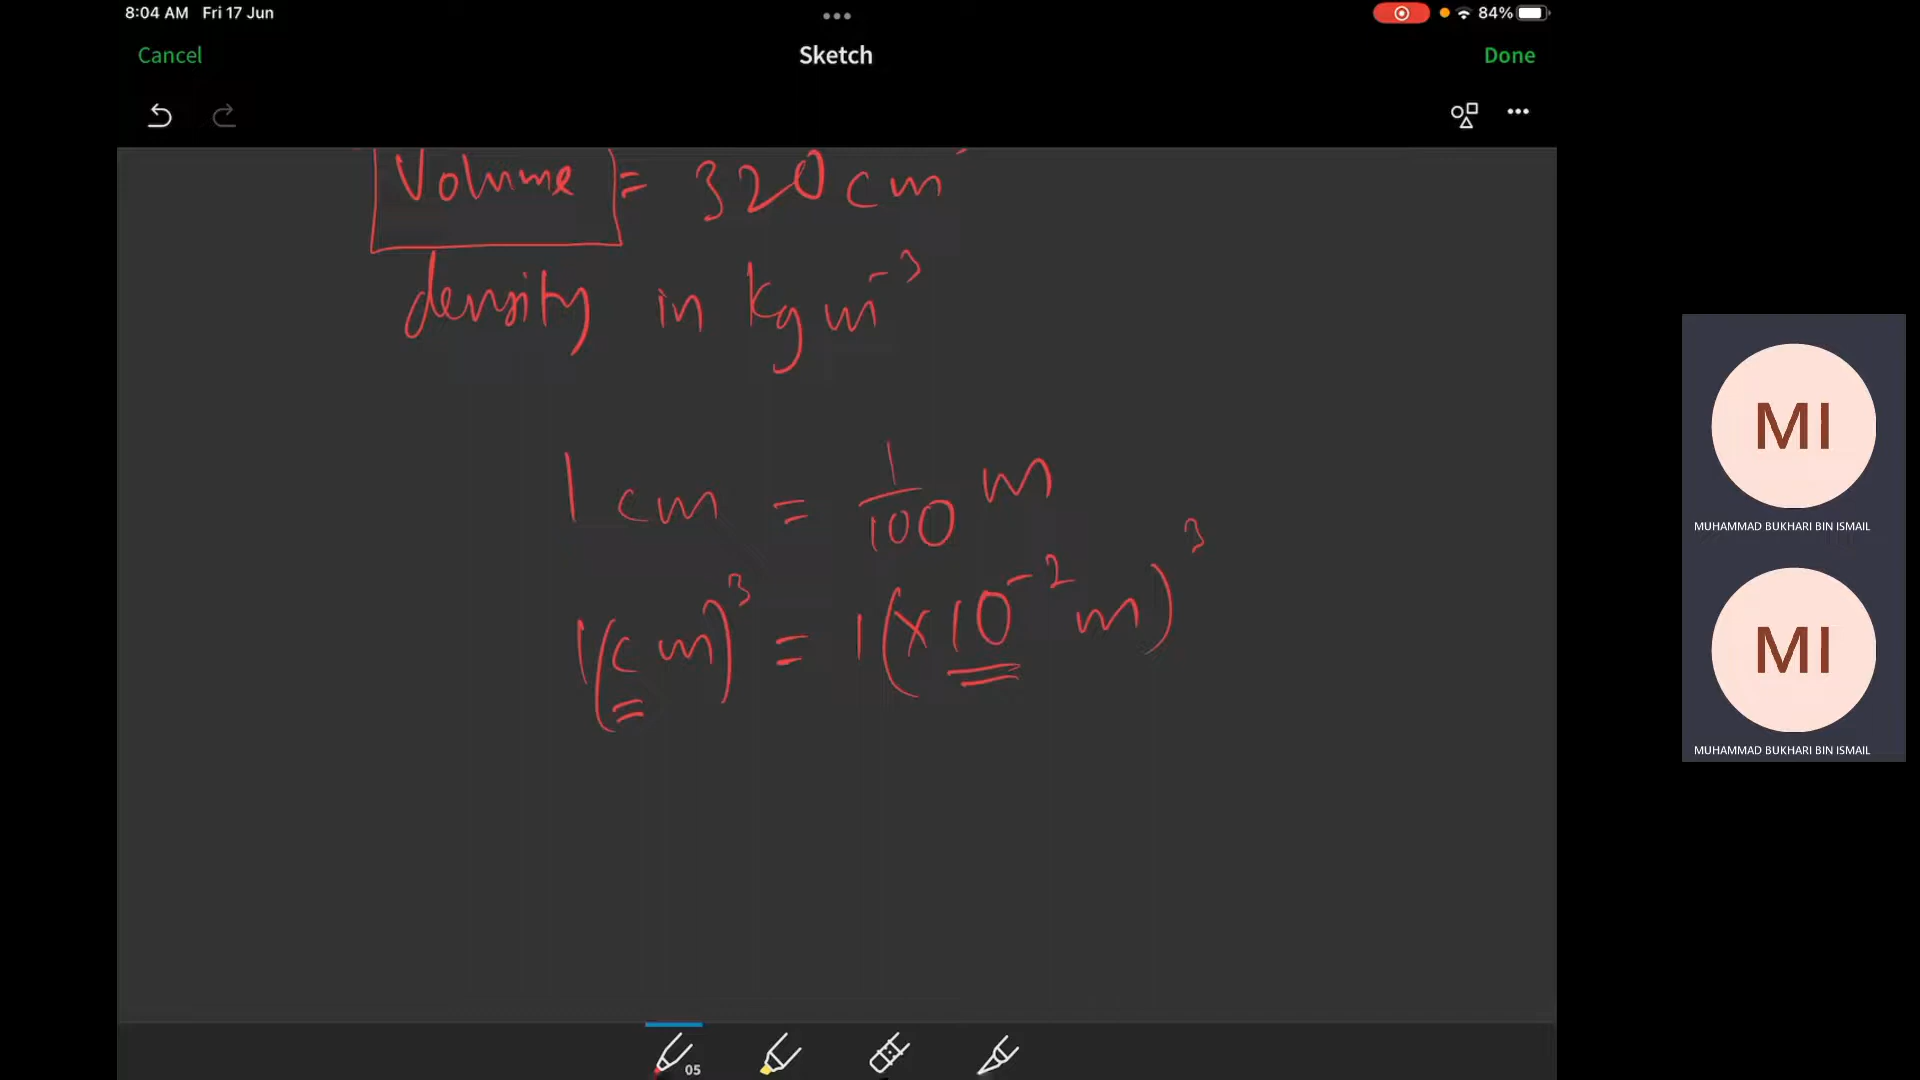 8:04 AM Fri 17 Jun
84%
Cancel
Sketch
Done
Volume = 320 cm
density in kg m⁻³
1 cm = 1/100 m
1(cm)³ = 1(×10⁻² m)³
MI
MUHAMMAD BUKHARI BIN ISMAIL
MI
MUHAMMAD BUKHARI BIN ISMAIL
05